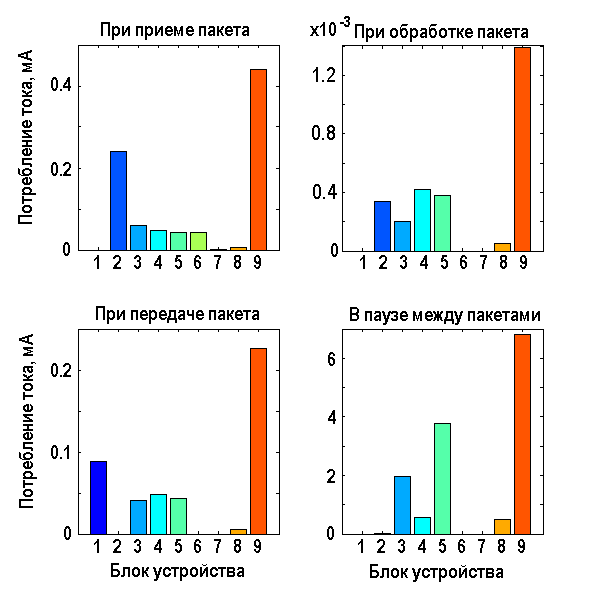 При приеме пакета
Потребление тока, мА
0.4
0.2
0
1 2 3 4 5 6 7 8 9
x10-3
При обработке пакета
1.2
0.8
0.4
0
1 2 3 4 5 6 7 8 9
При передаче пакета
Потребление тока, мА
0.2
0.1
0
1 2 3 4 5 6 7 8 9
Блок устройства
В паузе между пакетами
6
4
2
0
1 2 3 4 5 6 7 8 9
Блок устройства